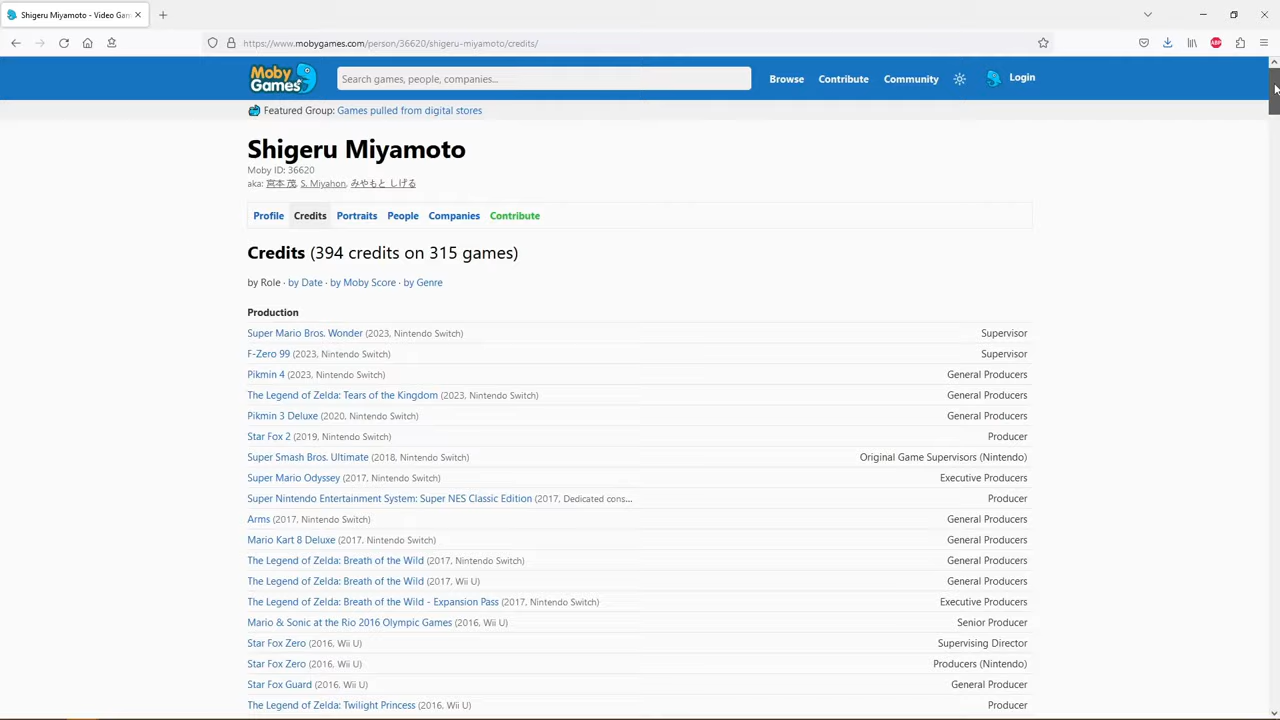 Shigeru Miyamoto - Video Gam
https://www.mobygames.com/person/36620/shigeru-miyamoto/credits/
ABP
Moby Games
Search games, people, companies...
Browse Contribute Community Login
Featured Group: Games pulled from digital stores
Shigeru Miyamoto
Moby ID: 36620
aka: 宮本 茂, S. Miyahon, みやもと しげる
Profile Credits Portraits People Companies Contribute
Credits (394 credits on 315 games)
by Role · by Date · by Moby Score · by Genre
Production
Super Mario Bros. Wonder (2023, Nintendo Switch) Supervisor
F-Zero 99 (2023, Nintendo Switch) Supervisor
Pikmin 4 (2023, Nintendo Switch) General Producers
The Legend of Zelda: Tears of the Kingdom (2023, Nintendo Switch) General Producers
Pikmin 3 Deluxe (2020, Nintendo Switch) General Producers
Star Fox 2 (2019, Nintendo Switch) Producer
Super Smash Bros. Ultimate (2018, Nintendo Switch) Original Game Supervisors (Nintendo)
Super Mario Odyssey (2017, Nintendo Switch) Executive Producers
Super Nintendo Entertainment System: Super NES Classic Edition (2017, Dedicated cons... Producer
Arms (2017, Nintendo Switch) General Producers
Mario Kart 8 Deluxe (2017, Nintendo Switch) General Producers
The Legend of Zelda: Breath of the Wild (2017, Nintendo Switch) General Producers
The Legend of Zelda: Breath of the Wild (2017, Wii U) General Producers
The Legend of Zelda: Breath of the Wild - Expansion Pass (2017, Nintendo Switch) Executive Producers
Mario & Sonic at the Rio 2016 Olympic Games (2016, Wii U) Senior Producer
Star Fox Zero (2016, Wii U) Supervising Director
Star Fox Zero (2016, Wii U) Producers (Nintendo)
Star Fox Guard (2016, Wii U) General Producer
The Legend of Zelda: Twilight Princess (2016, Wii U) Producer